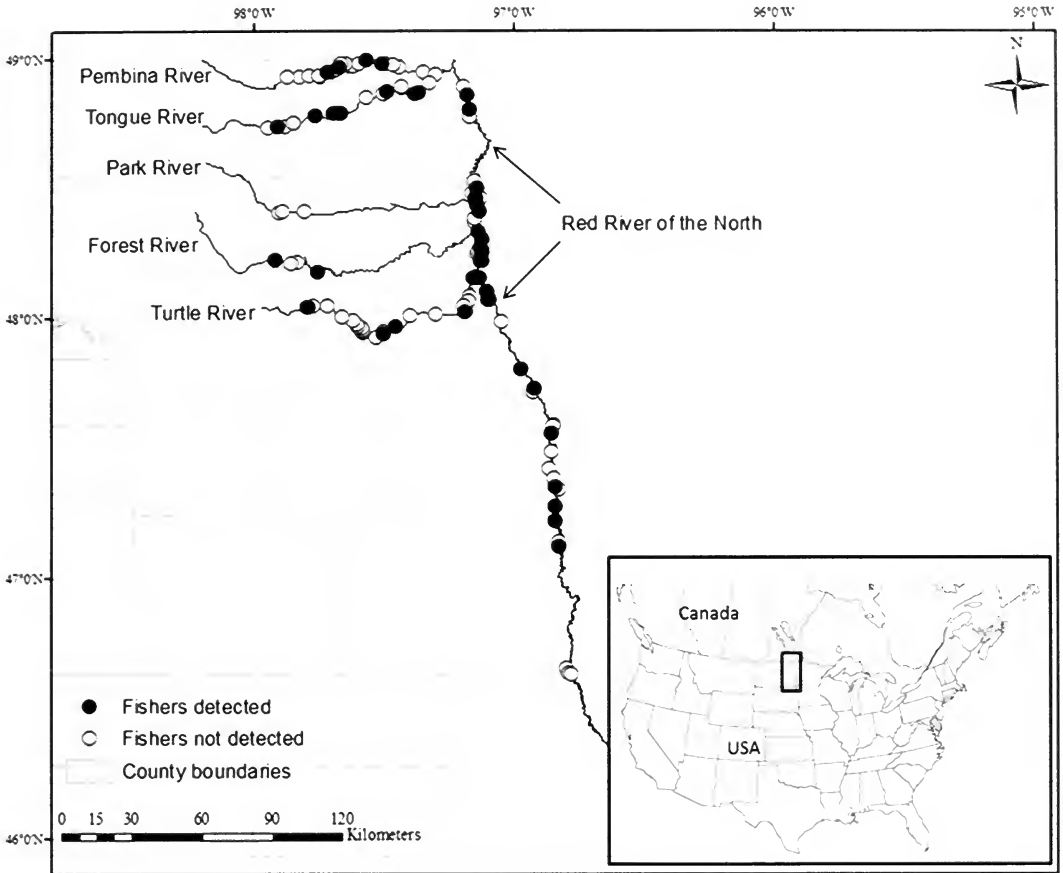 98°0'W 97°0'W 96°0'W 95°0'W
49°0'N
N
Pembina River
Tongue River
Park River
Red River of the North
Forest River
Turtle River
48°0'N
47°0'N
Canada
USA
Fishers detected
Fishers not detected
County boundaries
0 15 30 60 90 120
Kilometers
46°0'N